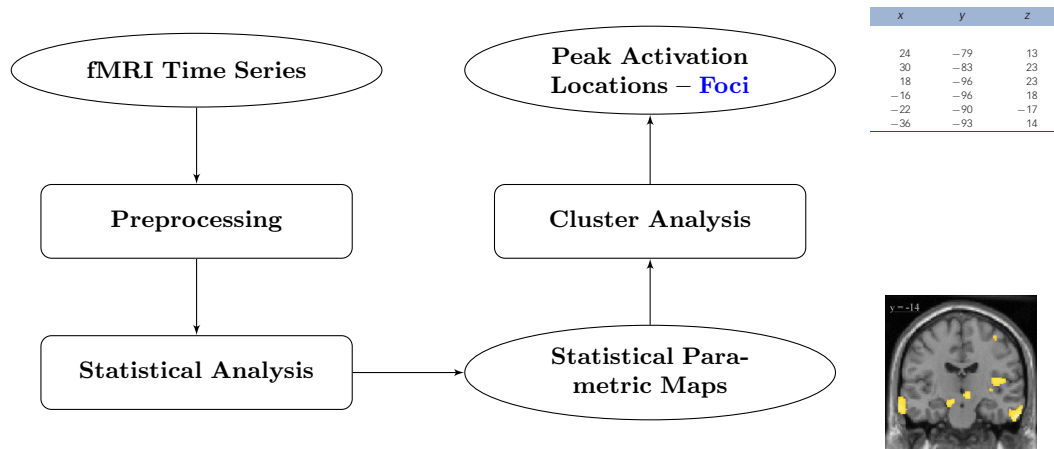 fMRI Time Series
Preprocessing
Statistical Analysis
Peak Activation
Locations – Foci
Cluster Analysis
Statistical Para-
metric Maps
x y z
24 −79 13
30 −83 23
18 −96 23
−16 −96 18
−22 −90 −17
−36 −93 14
y = -14